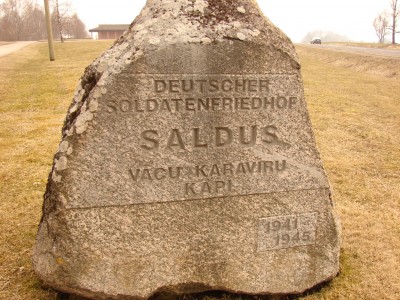 DEUTSCHER
SOLDATENFRIEDHOF
SALDUS
VĀCU KARAVĪRU
KAPI
1941
1945